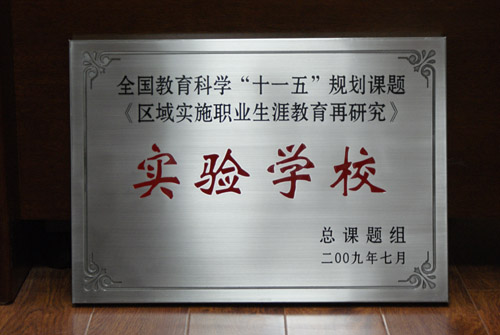 全国教育科学“十一五”规划课题
《区域实施职业生涯教育再研究》
实验学校
总课题组
二00九年七月